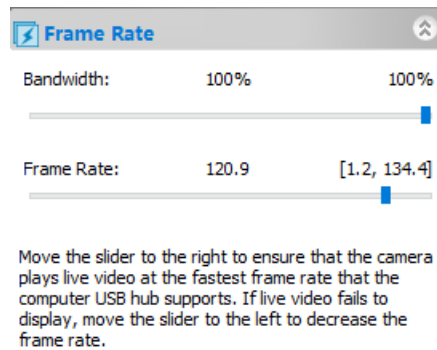 Frame Rate
Bandwidth: 100% 100%
Frame Rate: 120.9 [1.2, 134.4]
Move the slider to the right to ensure that the camera
plays live video at the fastest frame rate that the
computer USB hub supports. If live video fails to
display, move the slider to the left to decrease the
frame rate.